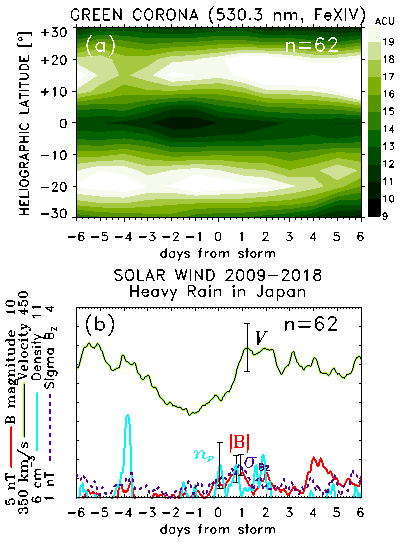 GREEN CORONA (530.3 nm, FeXIV)
ACU
(a)
n=62
HELIOGRAPHIC LATITUDE [°]
+30
+20
+10
0
−10
−20
−30
19
18
17
16
15
14
13
12
11
10
9
−6 −5 −4 −3 −2 −1 0 1 2 3 4 5 6
days from storm
SOLAR WIND 2009−2018
Heavy Rain in Japan
(b)
n=62
V
5 nT B magnitude 10
350 km/s Velocity 450
6 cm⁻³ Density 11
1 nT Sigma Bz 4
nₚ
|B|
σBz
−6 −5 −4 −3 −2 −1 0 1 2 3 4 5 6
days from storm